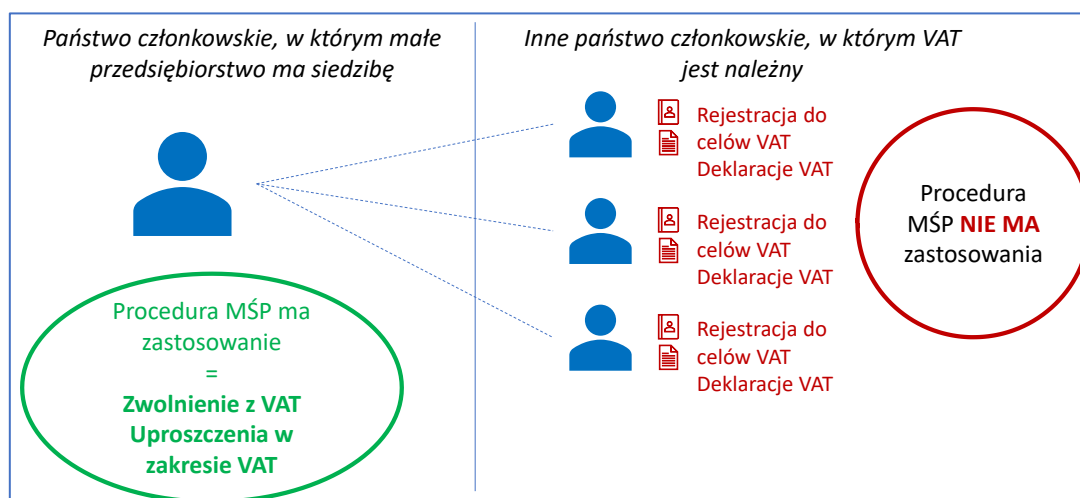 Państwo członkowskie, w którym małe
przedsiębiorstwo ma siedzibę
Procedura MŚP ma
zastosowanie
=
Zwolnienie z VAT
Uproszczenia w
zakresie VAT
Inne państwo członkowskie, w którym VAT
jest należny
Rejestracja do
celów VAT
Deklaracje VAT
Rejestracja do
celów VAT
Deklaracje VAT
Rejestracja do
celów VAT
Deklaracje VAT
Procedura
MŚP NIE MA
zastosowania